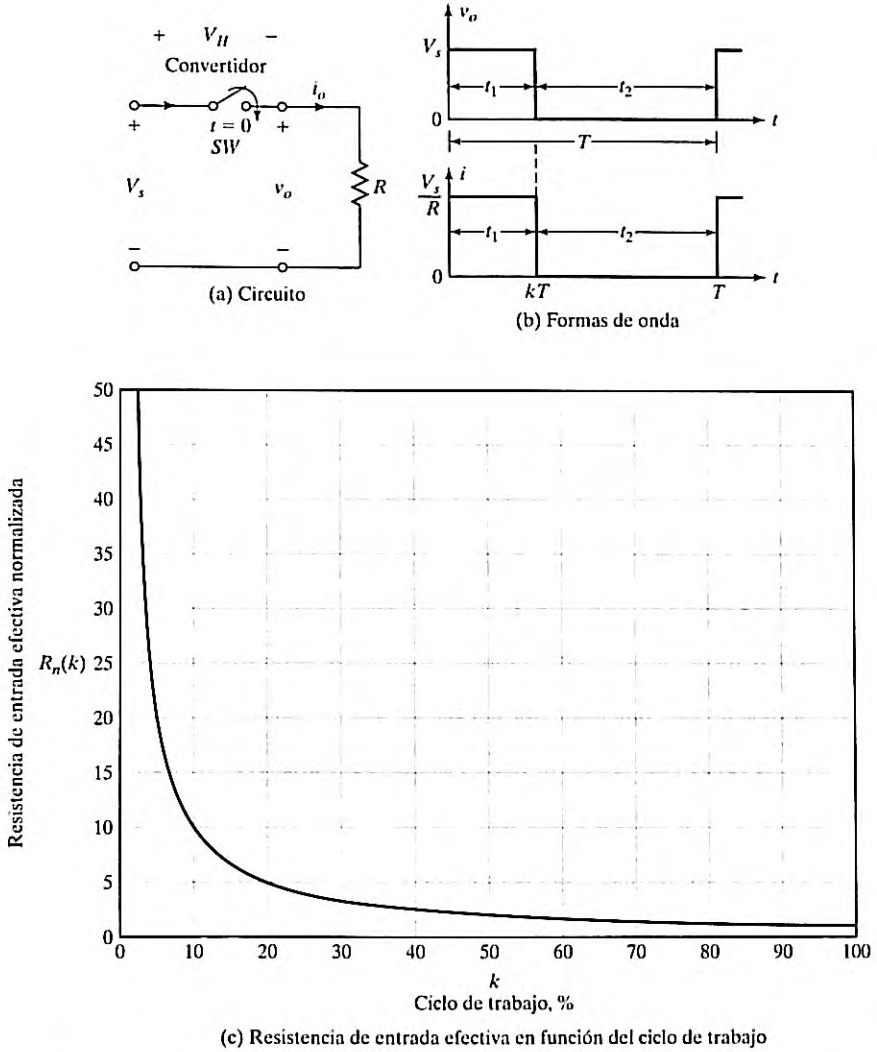 + V_H −
Convertidor
i_o
+
t = 0
+
SW
V_s
v_o
R
−
−
(a) Circuito
v_o
V_s
t_1
t_2
0
t
T
V_s/R
i
t_1
t_2
0
t
kT
T
(b) Formas de onda
Resistencia de entrada efectiva normalizada
R_n(k)
50
45
40
35
30
25
20
15
10
5
0
0 10 20 30 40 50 60 70 80 90 100
k
Ciclo de trabajo, %
(c) Resistencia de entrada efectiva en función del ciclo de trabajo